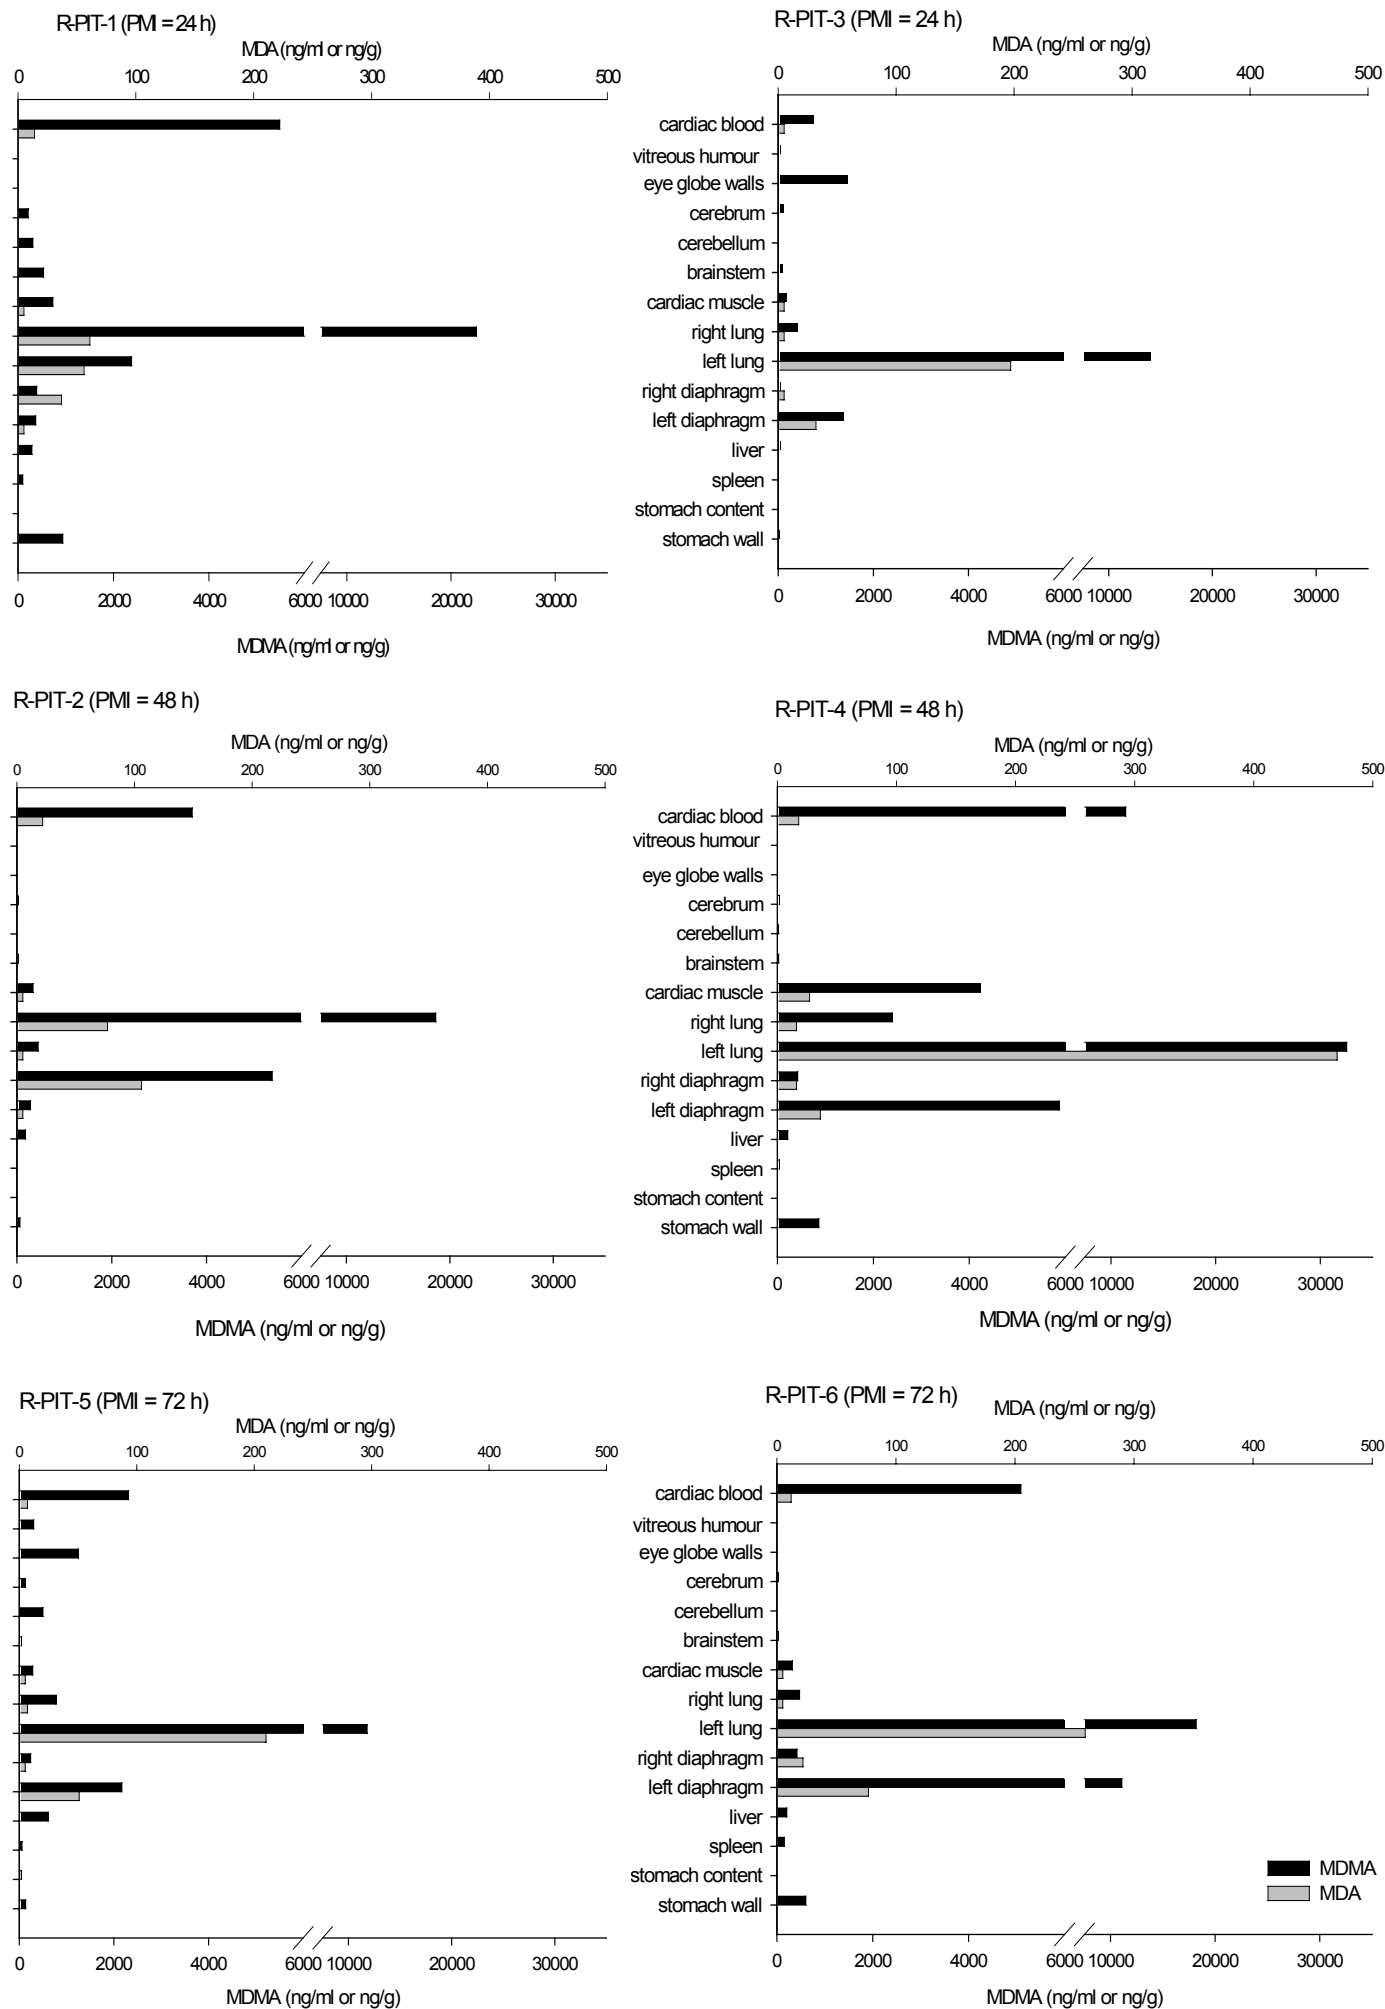 R-PIT-1 (PMI = 24 h)
MDA (ng/ml or ng/g)
0 100 200 300 400 500
0 2000 4000 6000 10000 20000 30000
MDMA (ng/ml or ng/g)
R-PIT-3 (PMI = 24 h)
MDA (ng/ml or ng/g)
0 100 200 300 400 500
cardiac blood
vitreous humour
eye globe walls
cerebrum
cerebellum
brainstem
cardiac muscle
right lung
left lung
right diaphragm
left diaphragm
liver
spleen
stomach content
stomach wall
0 2000 4000 6000 10000 20000 30000
MDMA (ng/ml or ng/g)
R-PIT-2 (PMI = 48 h)
MDA (ng/ml or ng/g)
0 100 200 300 400 500
0 2000 4000 6000 10000 20000 30000
MDMA (ng/ml or ng/g)
R-PIT-4 (PMI = 48 h)
MDA (ng/ml or ng/g)
0 100 200 300 400 500
cardiac blood
vitreous humour
eye globe walls
cerebrum
cerebellum
brainstem
cardiac muscle
right lung
left lung
right diaphragm
left diaphragm
liver
spleen
stomach content
stomach wall
0 2000 4000 6000 10000 20000 30000
MDMA (ng/ml or ng/g)
R-PIT-5 (PMI = 72 h)
MDA (ng/ml or ng/g)
0 100 200 300 400 500
0 2000 4000 6000 10000 20000 30000
MDMA (ng/ml or ng/g)
R-PIT-6 (PMI = 72 h)
MDA (ng/ml or ng/g)
0 100 200 300 400 500
cardiac blood
vitreous humour
eye globe walls
cerebrum
cerebellum
brainstem
cardiac muscle
right lung
left lung
right diaphragm
left diaphragm
liver
spleen
stomach content
stomach wall
MDMA
MDA
0 2000 4000 6000 10000 20000 30000
MDMA (ng/ml or ng/g)